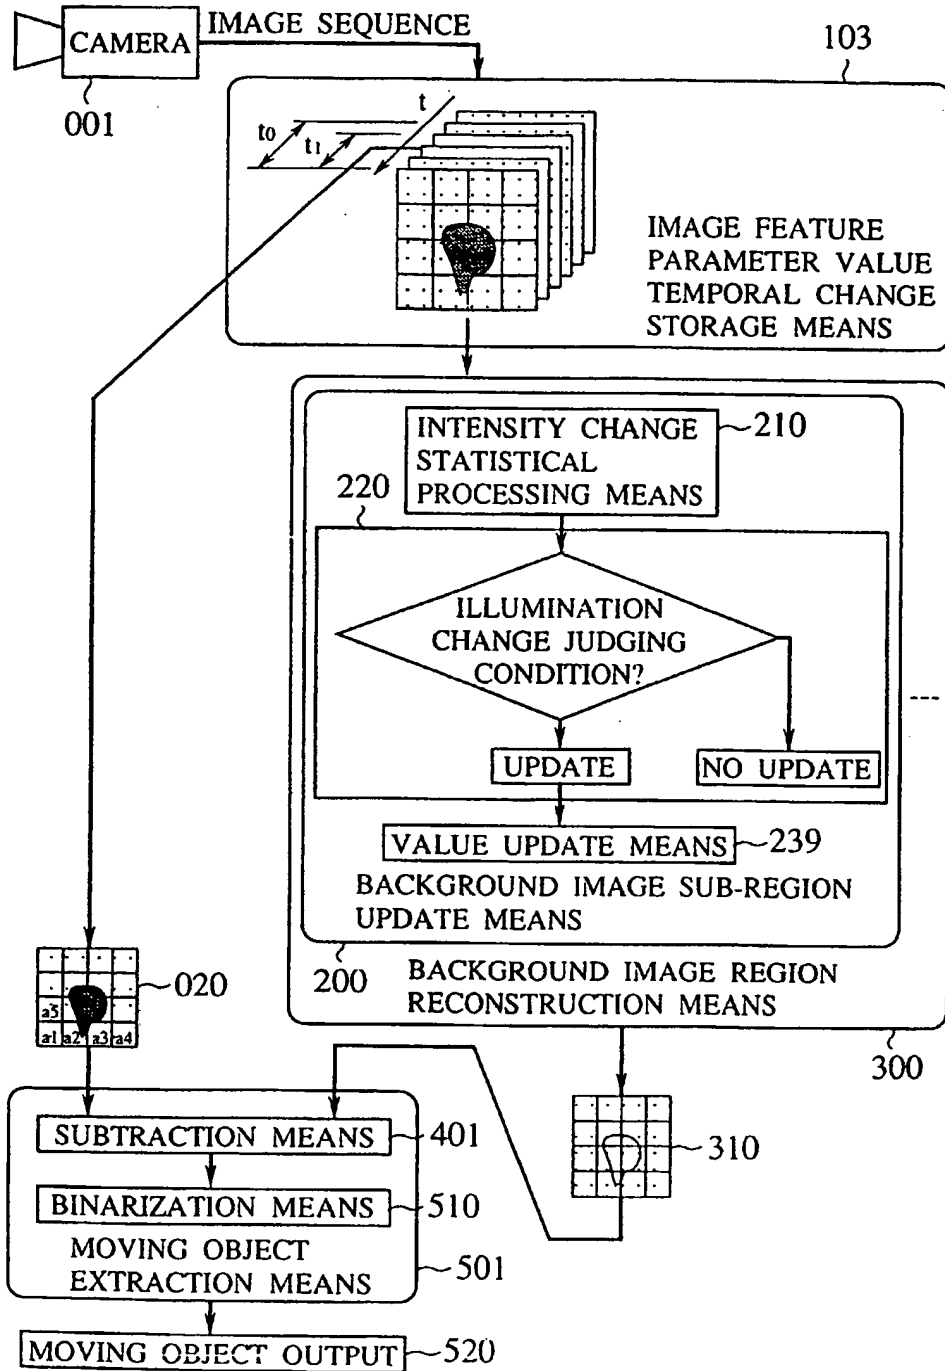 CAMERA
IMAGE SEQUENCE
001
103
t
t0
t1
IMAGE FEATURE
PARAMETER VALUE
TEMPORAL CHANGE
STORAGE MEANS
INTENSITY CHANGE
STATISTICAL
PROCESSING MEANS
210
220
ILLUMINATION
CHANGE JUDGING
CONDITION?
UPDATE
NO UPDATE
VALUE UPDATE MEANS
239
BACKGROUND IMAGE SUB-REGION
UPDATE MEANS
200
BACKGROUND IMAGE REGION
RECONSTRUCTION MEANS
300
020
a5
a1 a2 a3 a4
310
SUBTRACTION MEANS
401
BINARIZATION MEANS
510
MOVING OBJECT
EXTRACTION MEANS
501
MOVING OBJECT OUTPUT
520